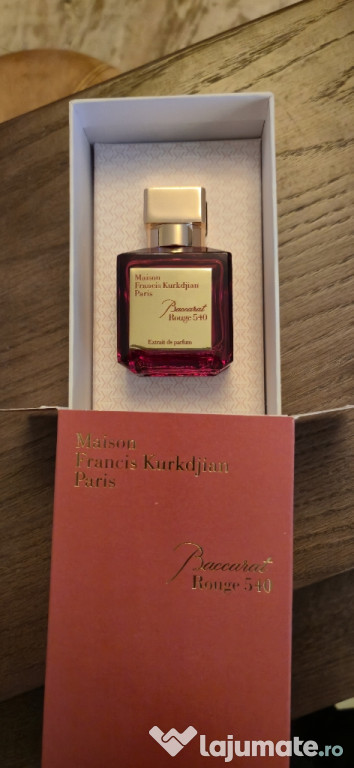 Maison
Francis Kurkdjian
Paris
Baccarat
Rouge 540
Extrait de parfum
Maison
Francis Kurkdjian
Paris
Baccarat
Rouge 540
lajumate.ro